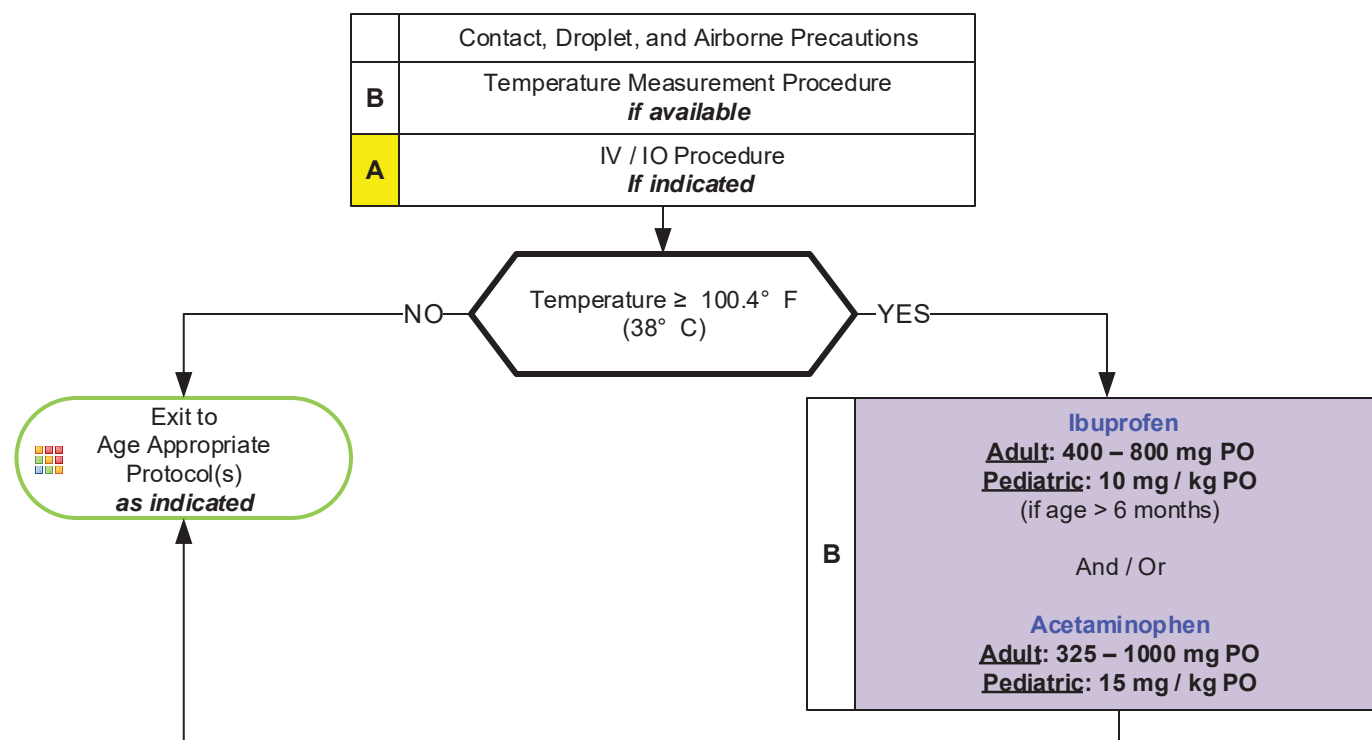 Contact, Droplet, and Airborne Precautions
B
Temperature Measurement Procedure
if available
A
IV / IO Procedure
If indicated
Temperature ≥ 100.4° F
(38° C)
NO
YES
Exit to
Age Appropriate
Protocol(s)
as indicated
B
Ibuprofen
Adult: 400 – 800 mg PO
Pediatric: 10 mg / kg PO
(if age > 6 months)
And / Or
Acetaminophen
Adult: 325 – 1000 mg PO
Pediatric: 15 mg / kg PO